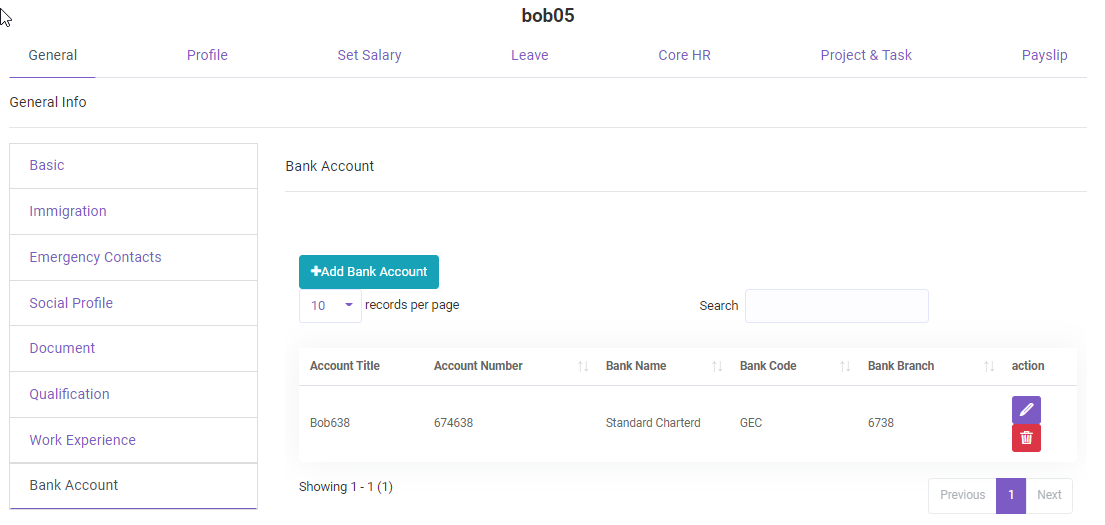 bob05
General Profile Set Salary Leave Core HR Project & Task Payslip
General Info
Basic
Immigration
Emergency Contacts
Social Profile
Document
Qualification
Work Experience
Bank Account
Bank Account
Add Bank Account
10 records per page Search
Account Title Account Number Bank Name Bank Code Bank Branch action
Bob638 674638 Standard Charterd GEC 6738
Showing 1 - 1 (1)
Previous 1 Next